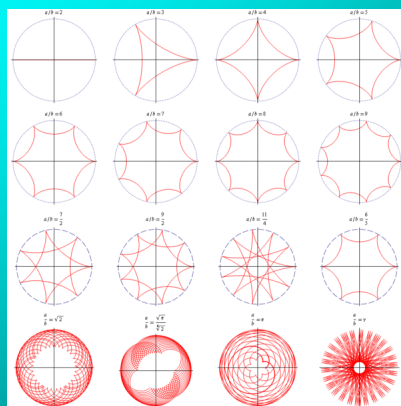 a/b = 2
a/b = 3
a/b = 4
a/b = 5
a/b = 6
a/b = 7
a/b = 8
a/b = 9
a/b = 7/2
a/b = 9/2
a/b = 11/4
a/b = 6/5
a/b = √2